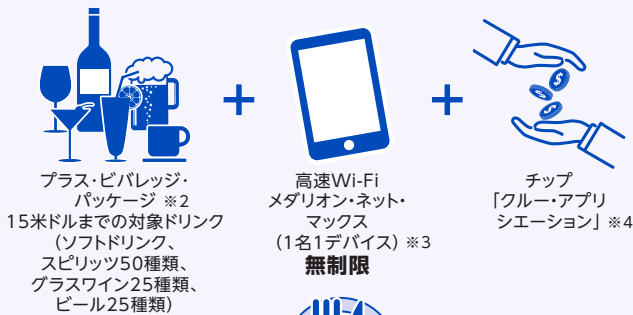 プラス・ビバレッジ・
パッケージ ※2
15米ドルまでの対象ドリンク
（ソフトドリンク、
スピリッツ50種類、
グラスワイン25種類、
ビール25種類）
高速Wi-Fi
メダリオン・ネット・
マックス
（1名1デバイス）※3
無制限
チップ
「クルー・アプリ
シエーション」※4